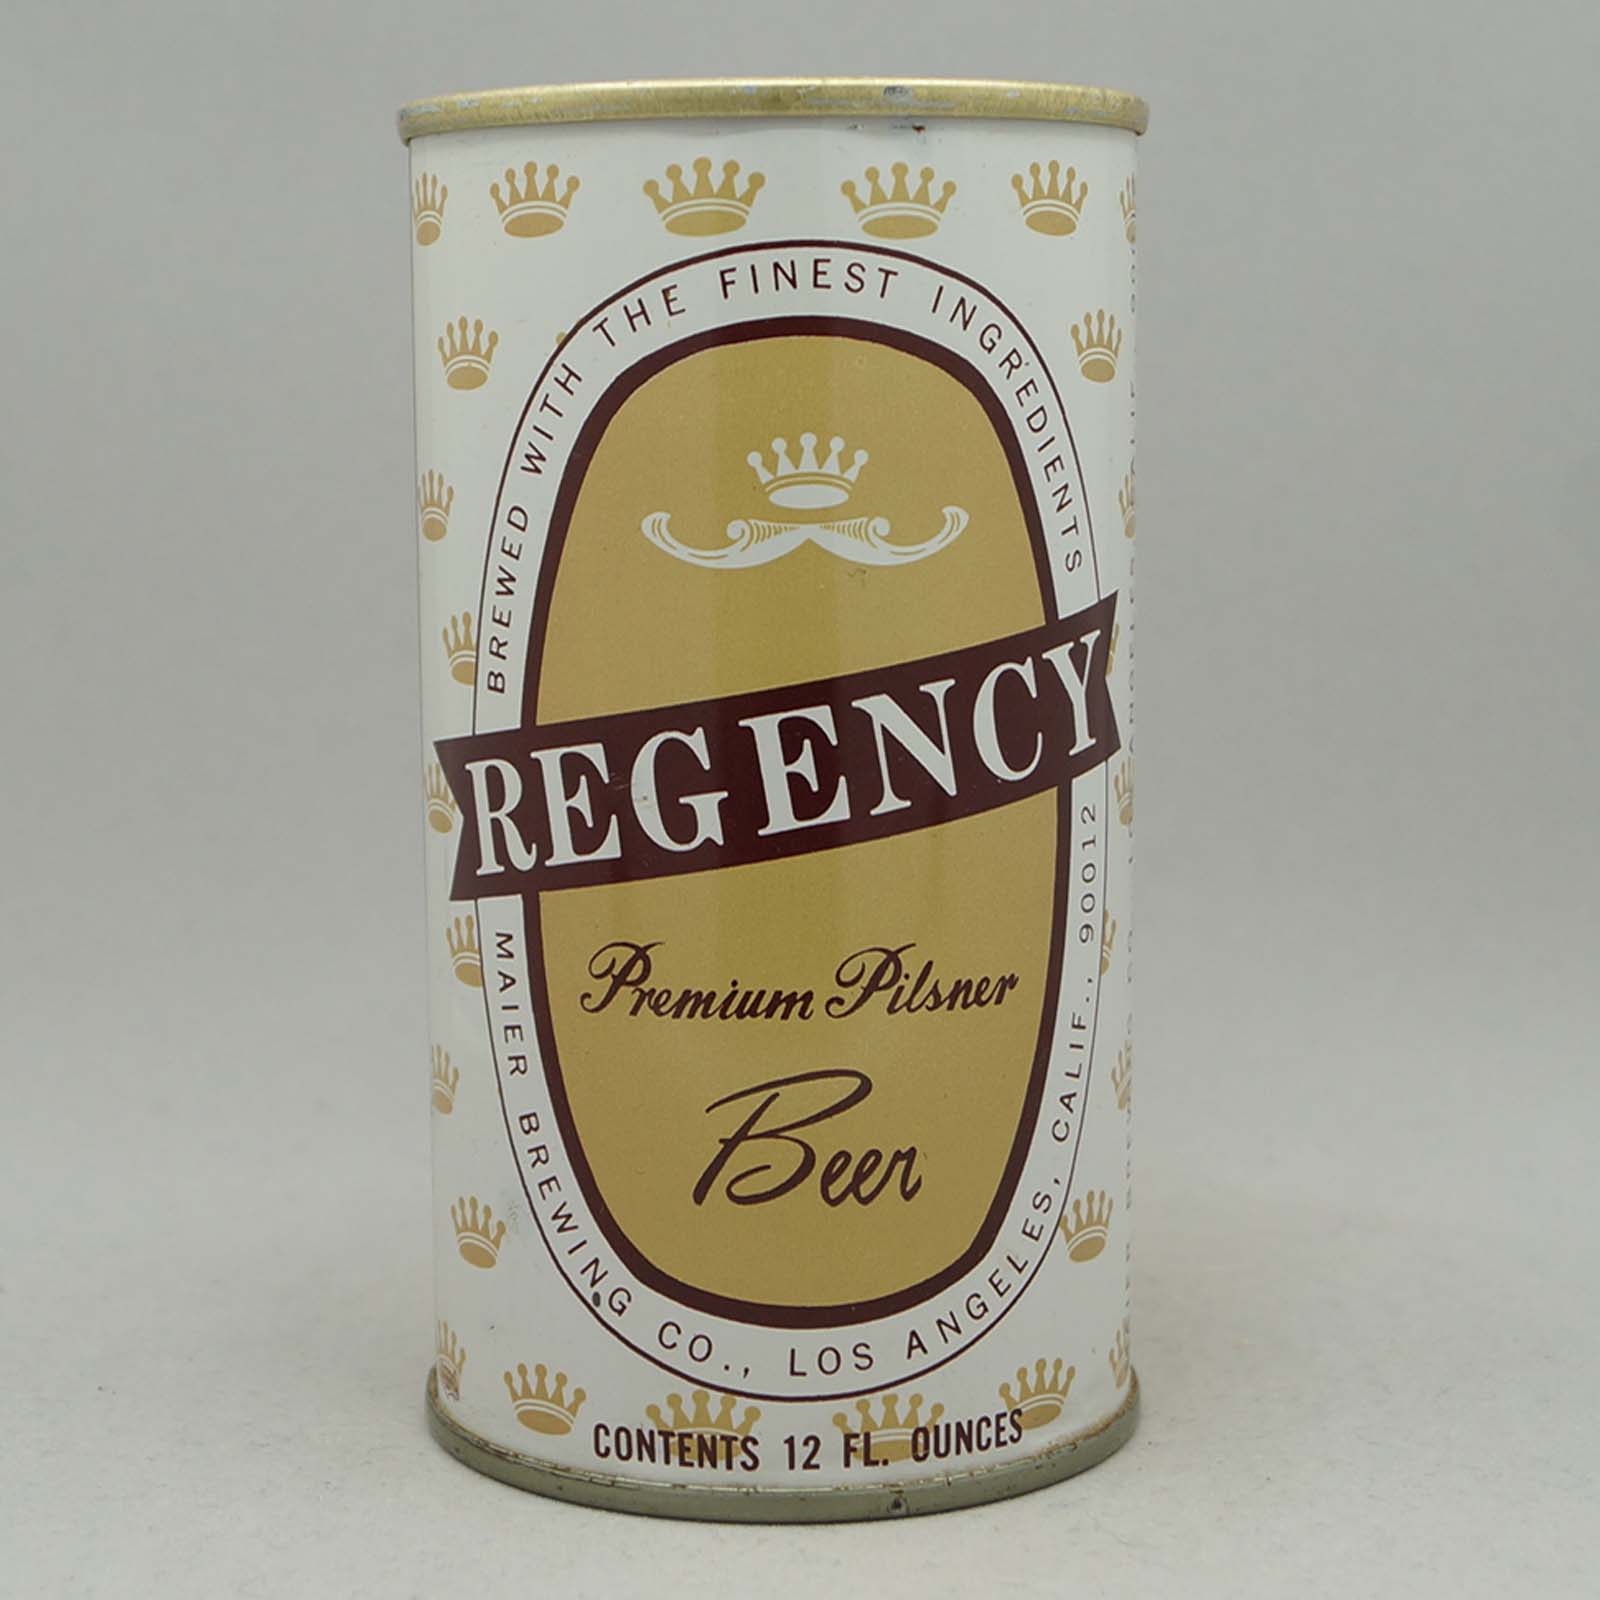 BREWED WITH THE FINEST INGREDIENTS
REGENCY
Premium Pilsner
Beer
MAIER BREWING CO., LOS ANGELES, CALIF., 90012
CONTENTS 12 FL. OUNCES